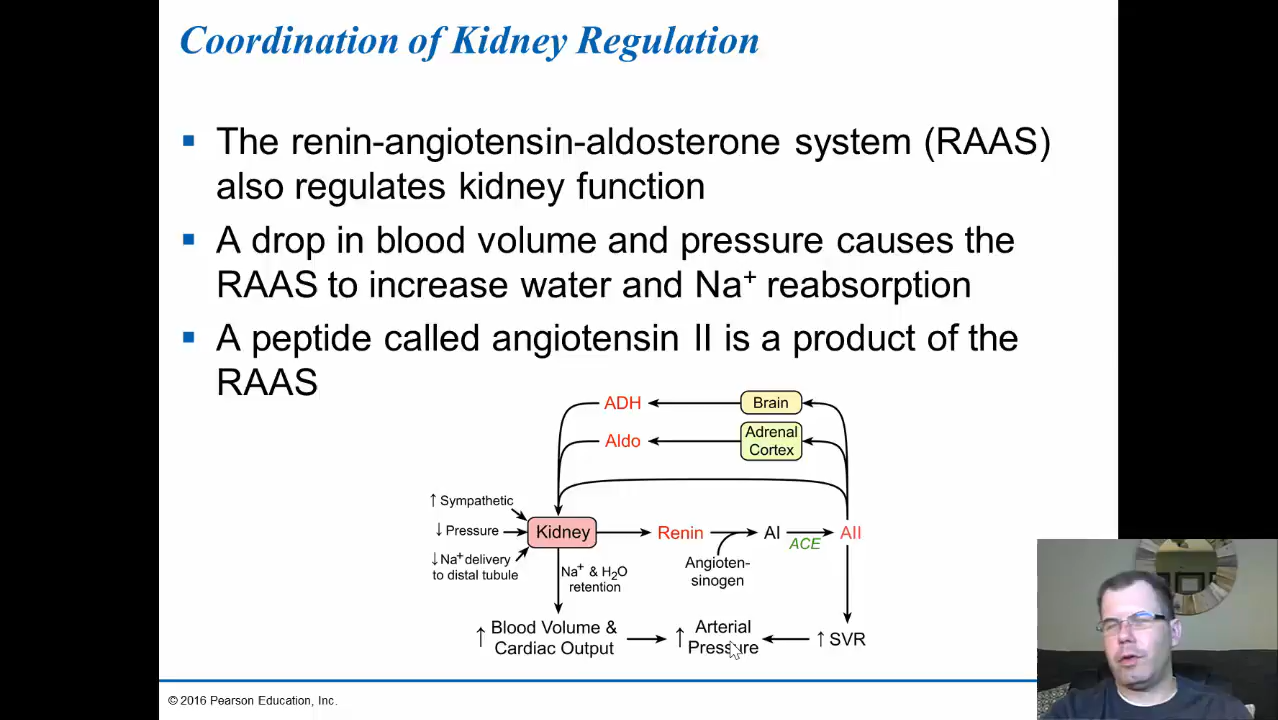 Coordination of Kidney Regulation
▪ The renin-angiotensin-aldosterone system (RAAS)
also regulates kidney function
▪ A drop in blood volume and pressure causes the
RAAS to increase water and Na⁺ reabsorption
▪ A peptide called angiotensin II is a product of the
RAAS
ADH
Brain
Aldo
Adrenal
Cortex
↑ Sympathetic
↓ Pressure
↓ Na⁺ delivery
to distal tubule
Kidney
Renin
Angioten-
sinogen
AI
ACE
AII
Na⁺ & H₂O
retention
↑ Blood Volume &
Cardiac Output
↑ Arterial
Pressure
↑ SVR
© 2016 Pearson Education, Inc.